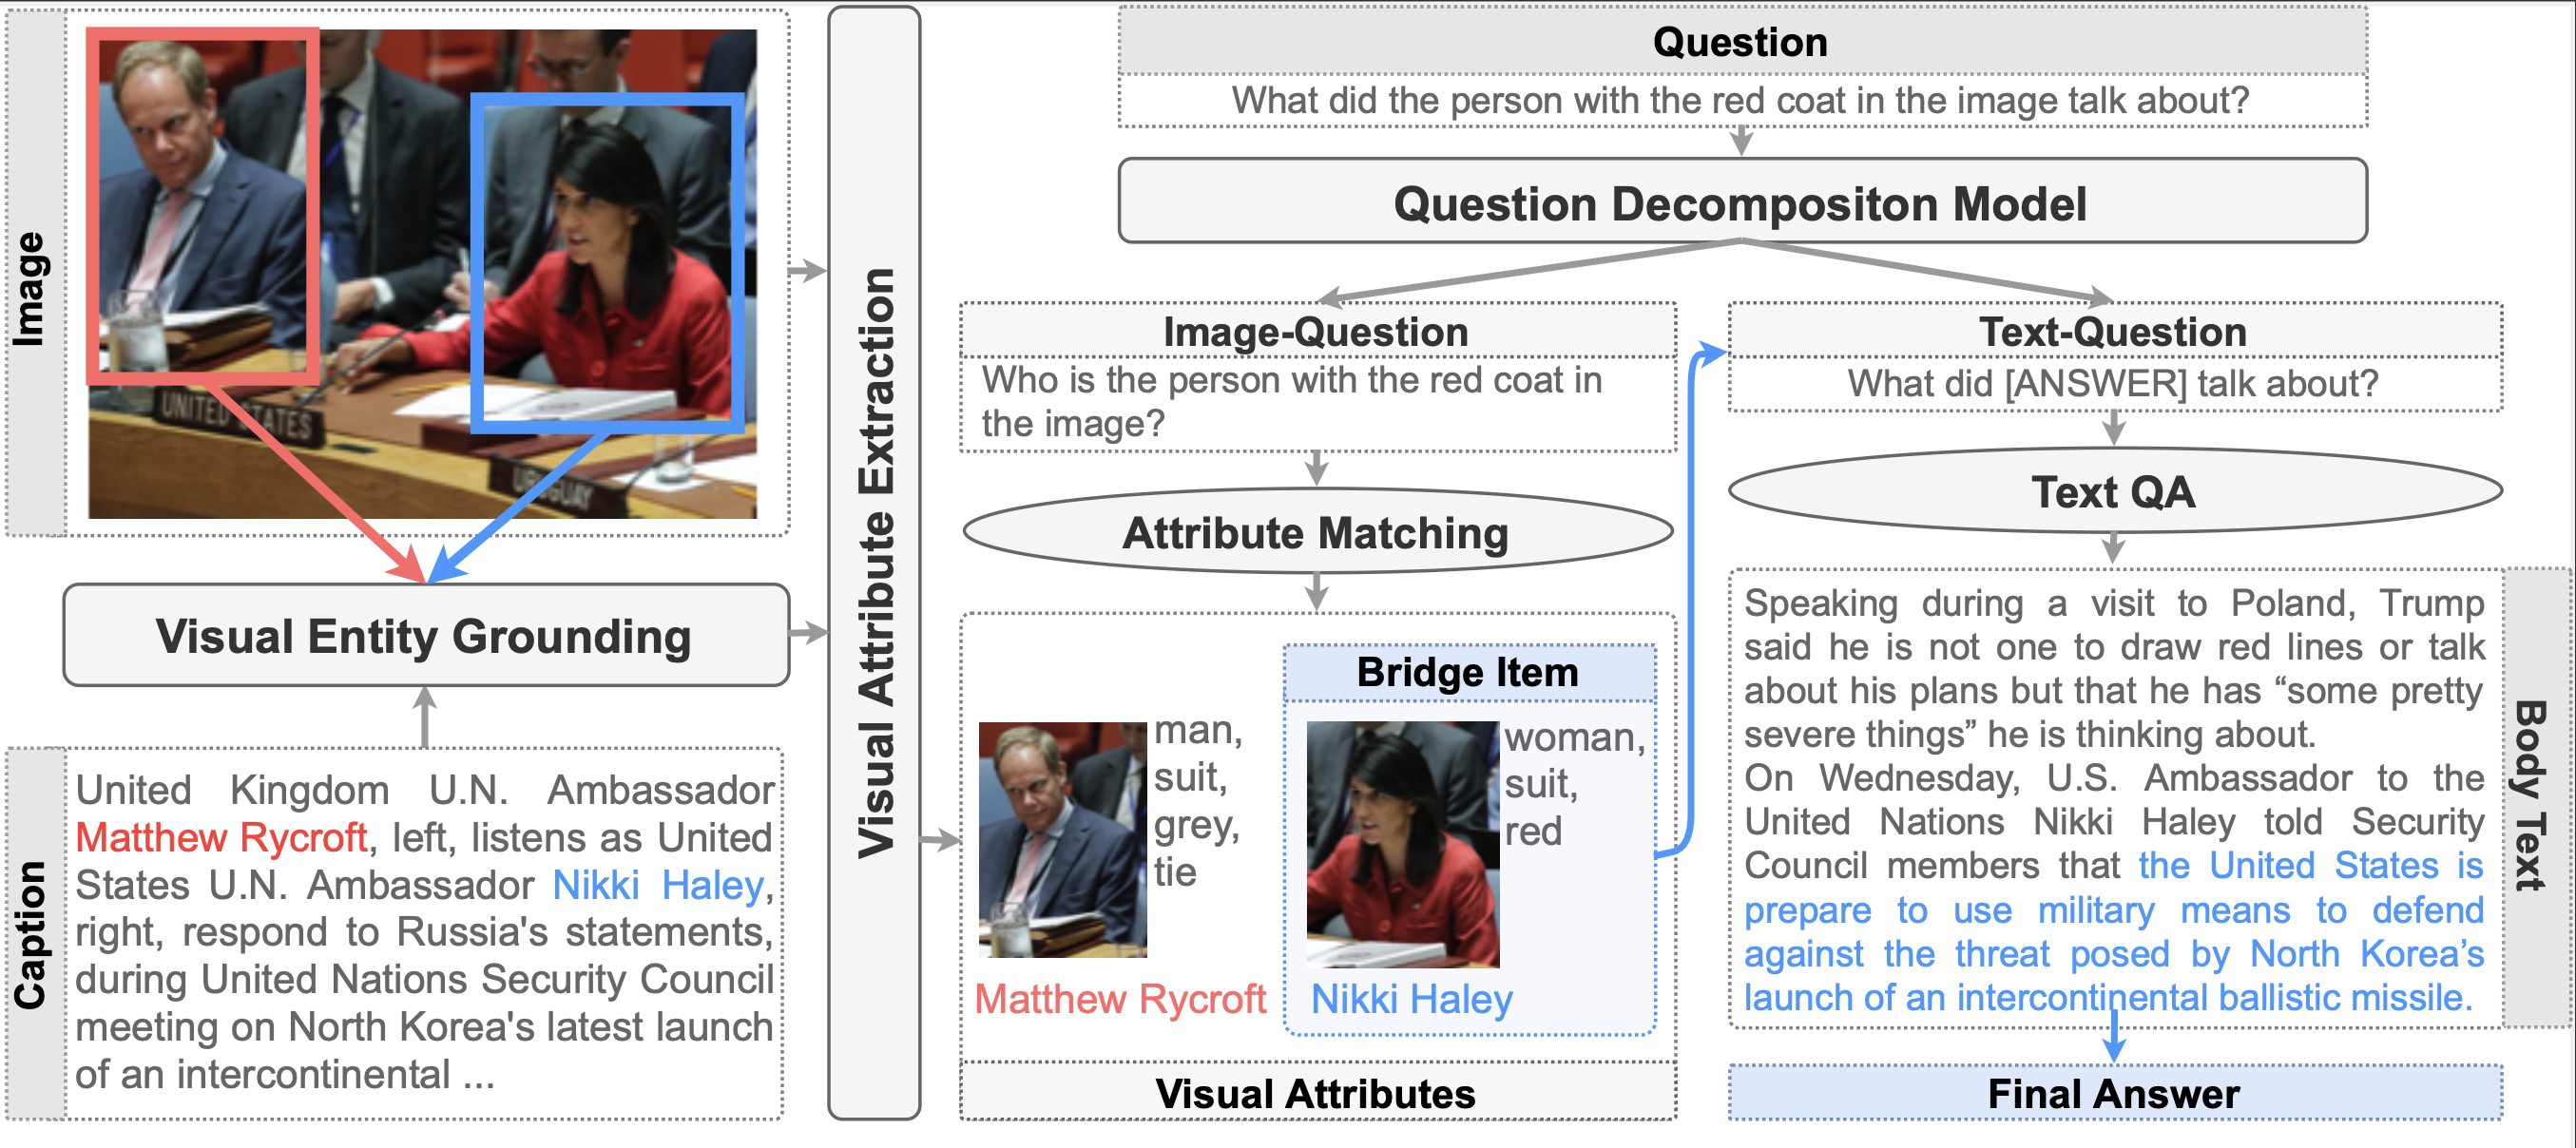 Image
UNITED STATES
URUGUAY
Visual Entity Grounding
Caption
United Kingdom U.N. Ambassador
Matthew Rycroft, left, listens as United
States U.N. Ambassador Nikki Haley,
right, respond to Russia's statements,
during United Nations Security Council
meeting on North Korea's latest launch
of an intercontinental ...
Visual Attribute Extraction
Question
What did the person with the red coat in the image talk about?
Question Decompositon Model
Image-Question
Who is the person with the red coat in
the image?
Attribute Matching
man,
suit,
grey,
tie
Matthew Rycroft
Bridge Item
woman,
suit,
red
Nikki Haley
Visual Attributes
Text-Question
What did [ANSWER] talk about?
Text QA
Speaking during a visit to Poland, Trump
said he is not one to draw red lines or talk
about his plans but that he has “some pretty
severe things” he is thinking about.
On Wednesday, U.S. Ambassador to the
United Nations Nikki Haley told Security
Council members that the United States is
prepare to use military means to defend
against the threat posed by North Korea’s
launch of an intercontinental ballistic missile.
Body Text
Final Answer